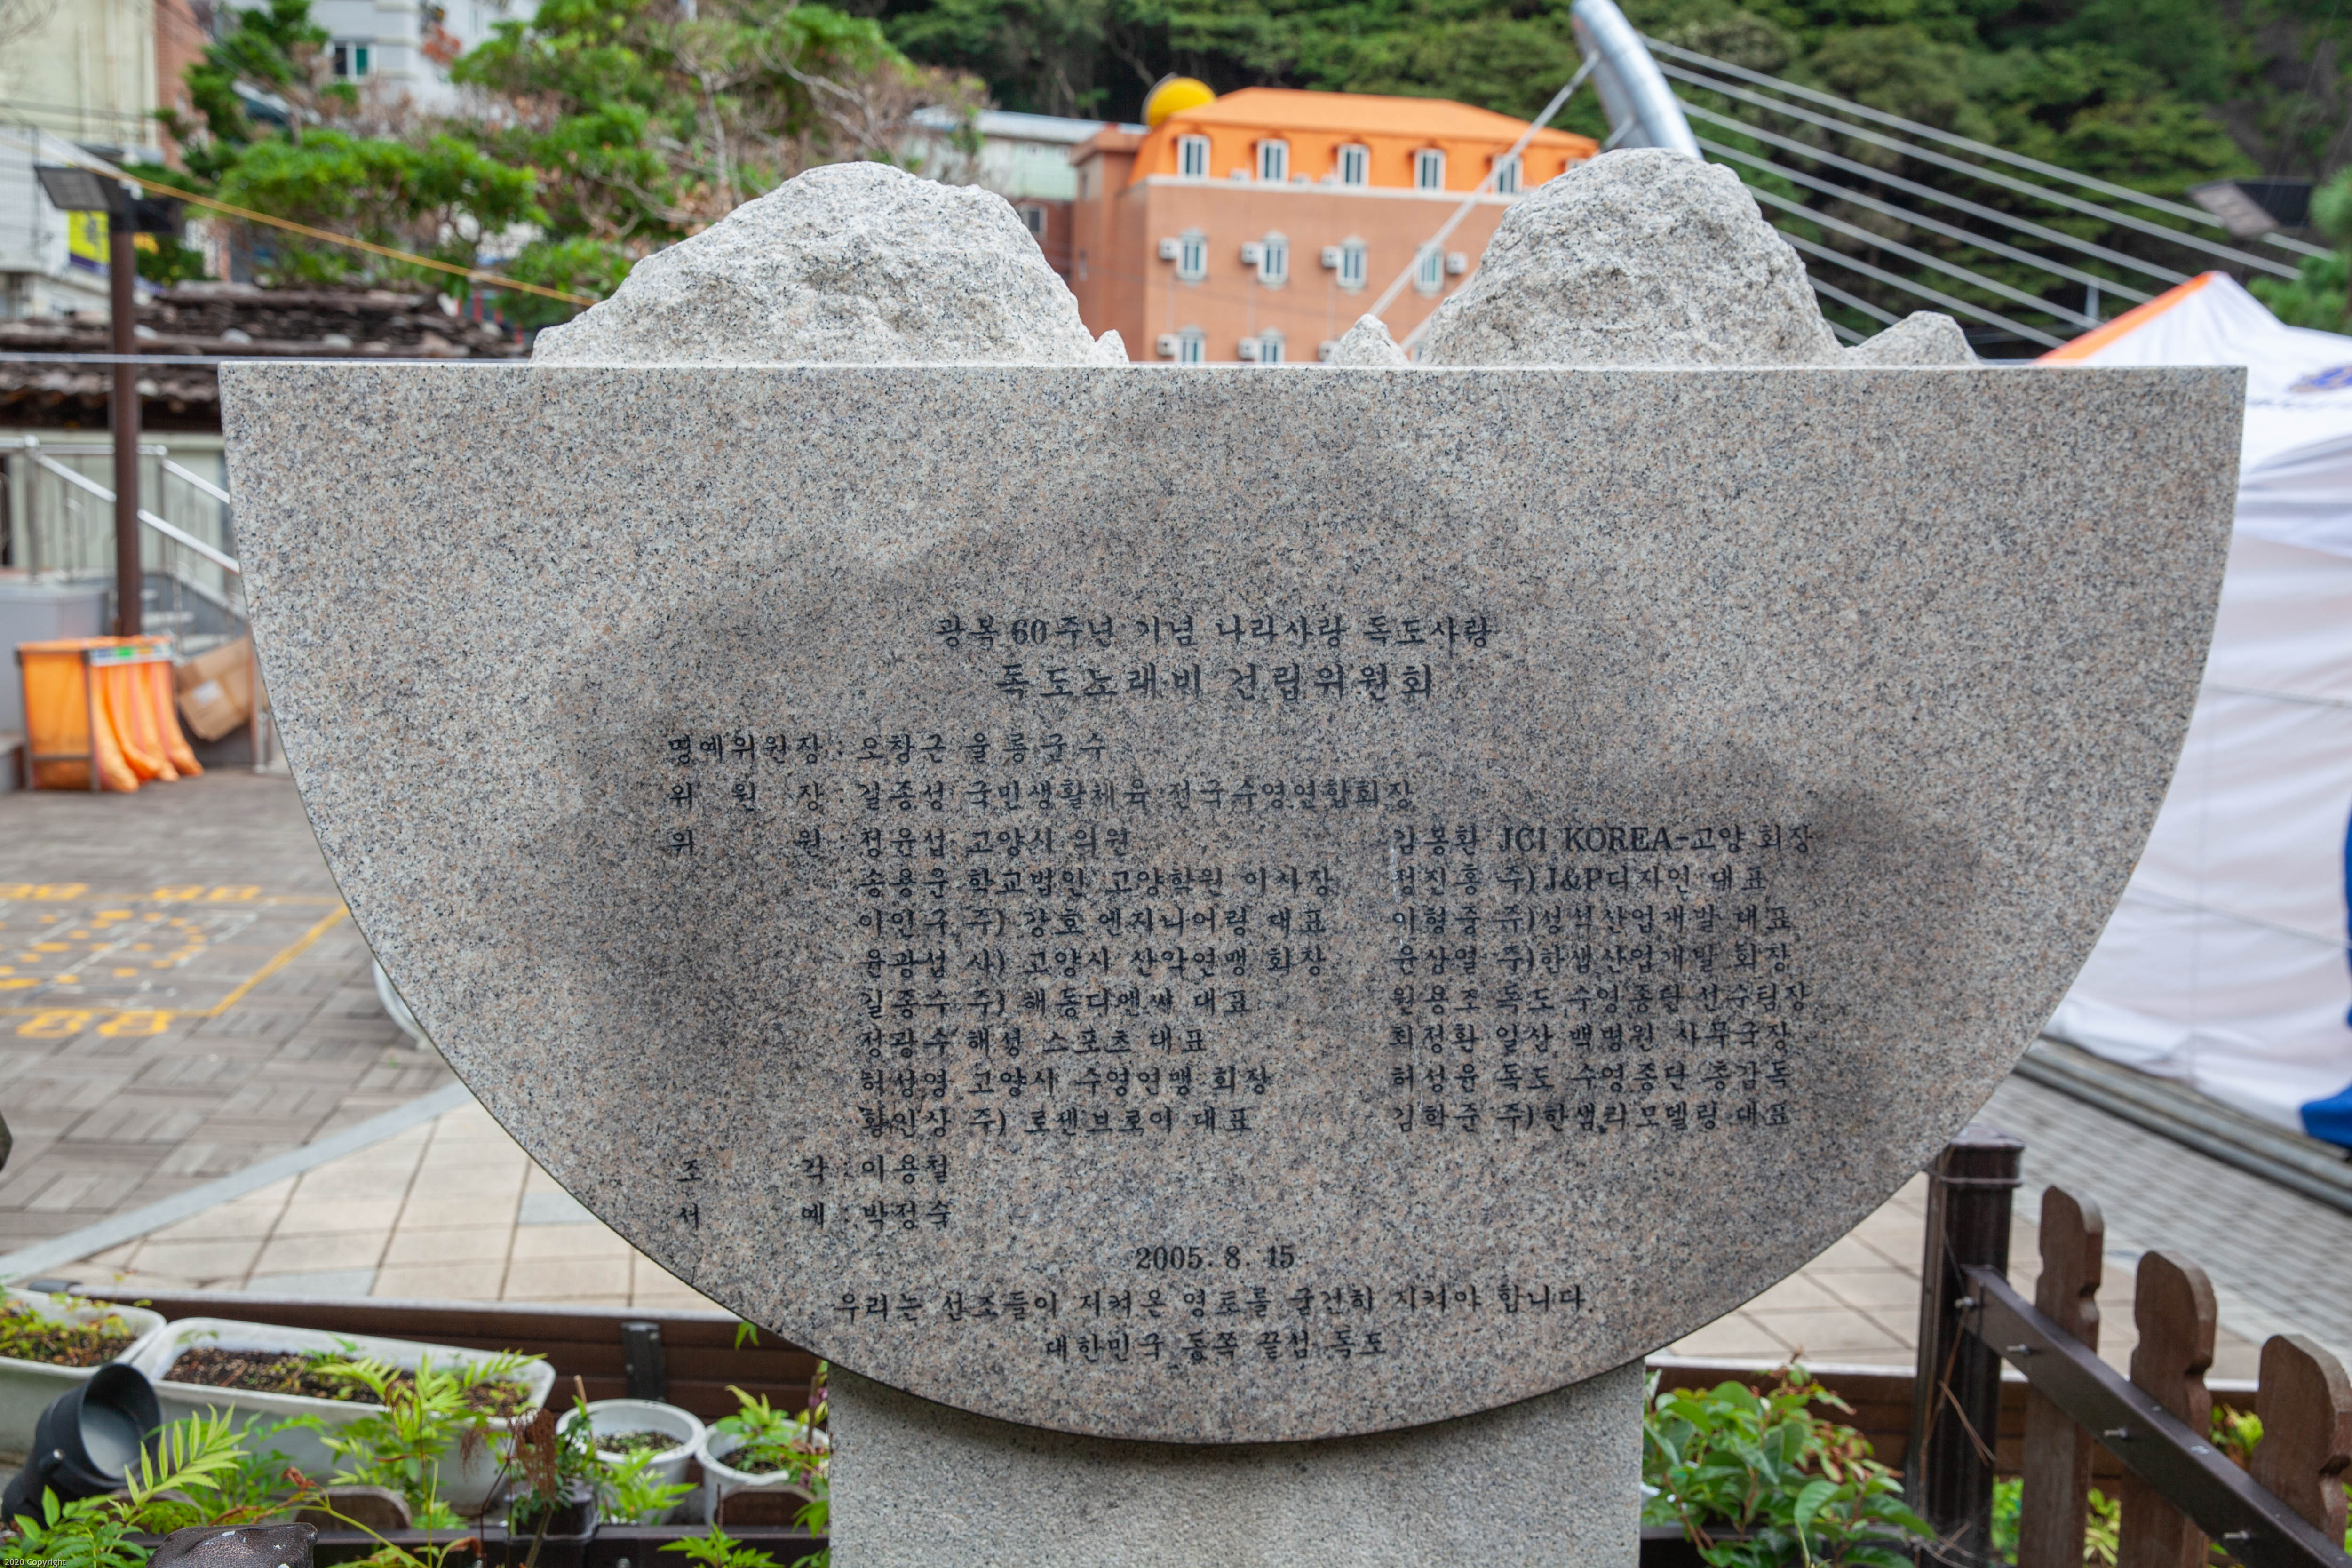 광복 60주년 기념 나라사랑 독도사랑
독도노래비 건립위원회
명예위원장 : 오창근 울릉군수
위 원 장 : 길종성 국민생활체육 전국수영연합회장
위 원 : 정윤섭 고양시 의원 김봉환 JCI KOREA-고양 회장
송용운 학교법인 고양학원 이사장 정진홍 주)J&P디자인 대표
이인구 주) 강호 엔지니어링 대표 이형중 주)성석산업개발 대표
윤광섭 사) 고양시 산악연맹 회장 윤삼열 주)한샘산업개발 회장
길종수 주) 해동디앤씨 대표 원용조 독도 수영종단 선수팀장
정광수 해성 스포츠 대표 최정환 일산 백병원 사무국장
허성영 고양시 수영연맹 회장 허성윤 독도 수영종단 총감독
황인상 주) 로센브로이 대표 김학준 주)한샘리모델링 대표
조 각 : 이용철
서 예 : 박정숙
2005. 8. 15
우리는 선조들이 지켜온 영토를 굳건히 지켜야 합니다.
대한민국 동쪽 끝섬 독도
2020 Copyright